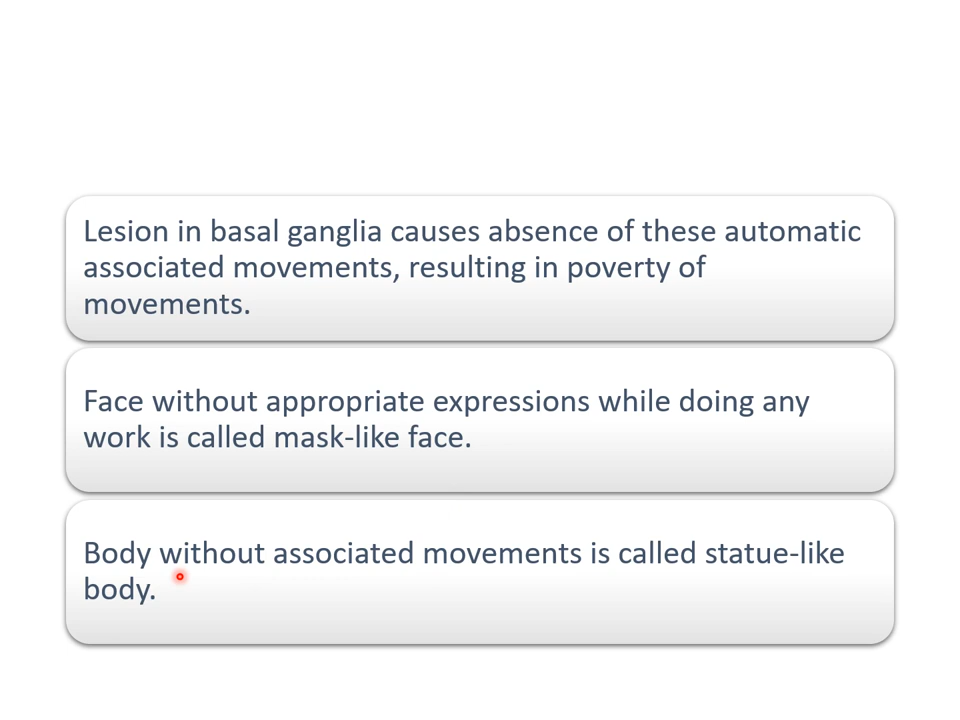 Lesion in basal ganglia causes absence of these automatic
associated movements, resulting in poverty of
movements.
Face without appropriate expressions while doing any
work is called mask-like face.
Body without associated movements is called statue-like
body.